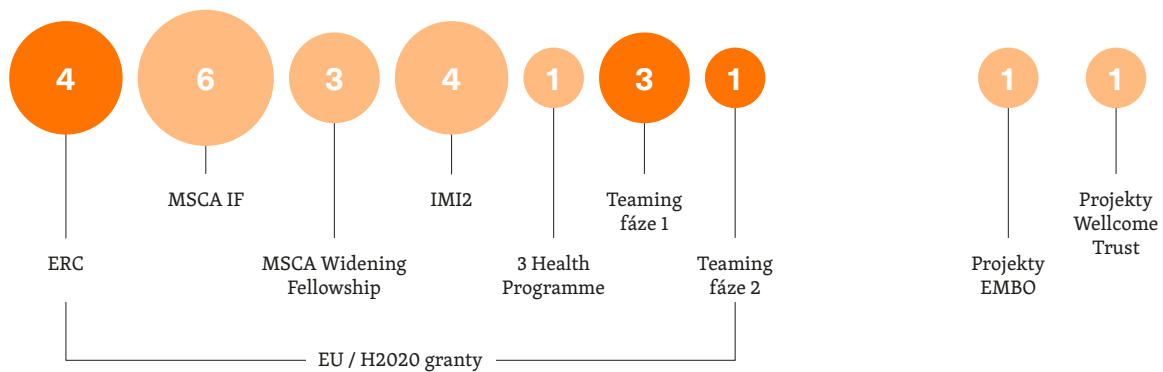 4
6
3
4
1
3
1
1
1
MSCA IF
IMI2
Teaming
fáze 1
Projekty
Wellcome
Trust
ERC
MSCA Widening
Fellowship
3 Health
Programme
Teaming
fáze 2
Projekty
EMBO
EU / H2020 granty